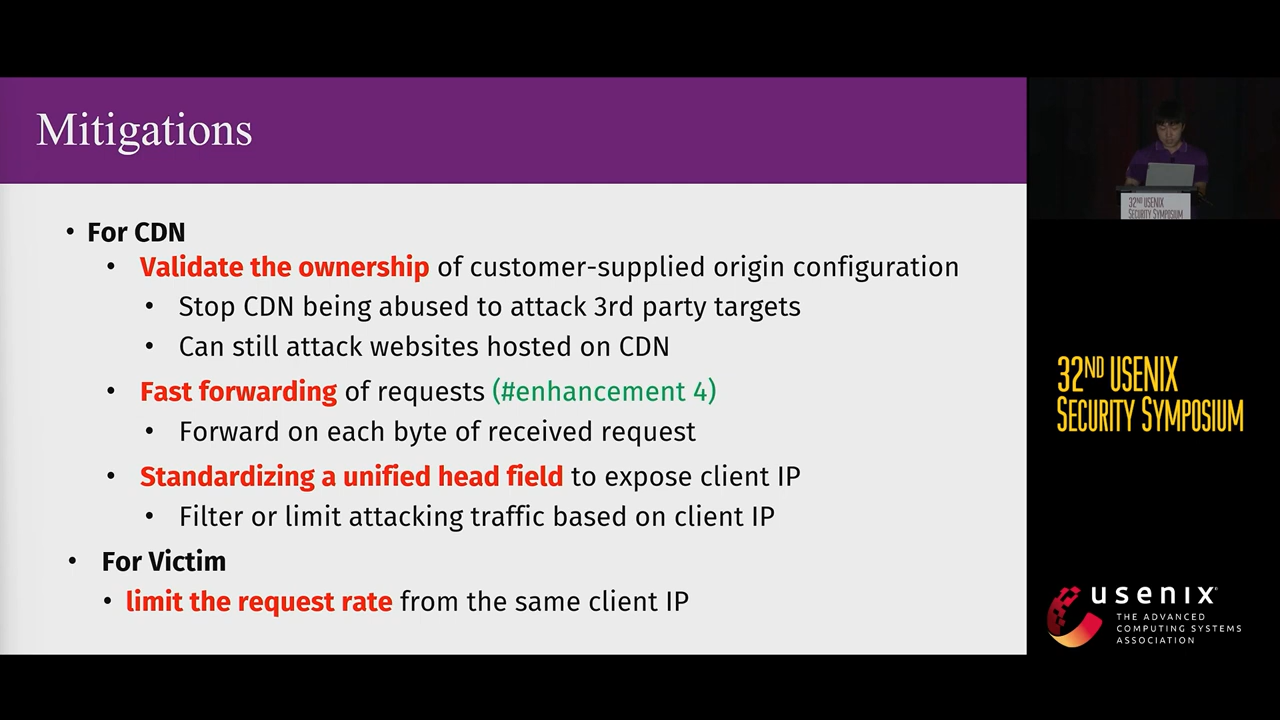 Mitigations
• For CDN
• Validate the ownership of customer-supplied origin configuration
• Stop CDN being abused to attack 3rd party targets
• Can still attack websites hosted on CDN
• Fast forwarding of requests (#enhancement 4)
• Forward on each byte of received request
• Standardizing a unified head field to expose client IP
• Filter or limit attacking traffic based on client IP
• For Victim
• limit the request rate from the same client IP
32ND USENIX
SECURITY SYMPOSIUM
32ND USENIX
SECURITY SYMPOSIUM
usenix
THE ADVANCED
COMPUTING SYSTEMS
ASSOCIATION